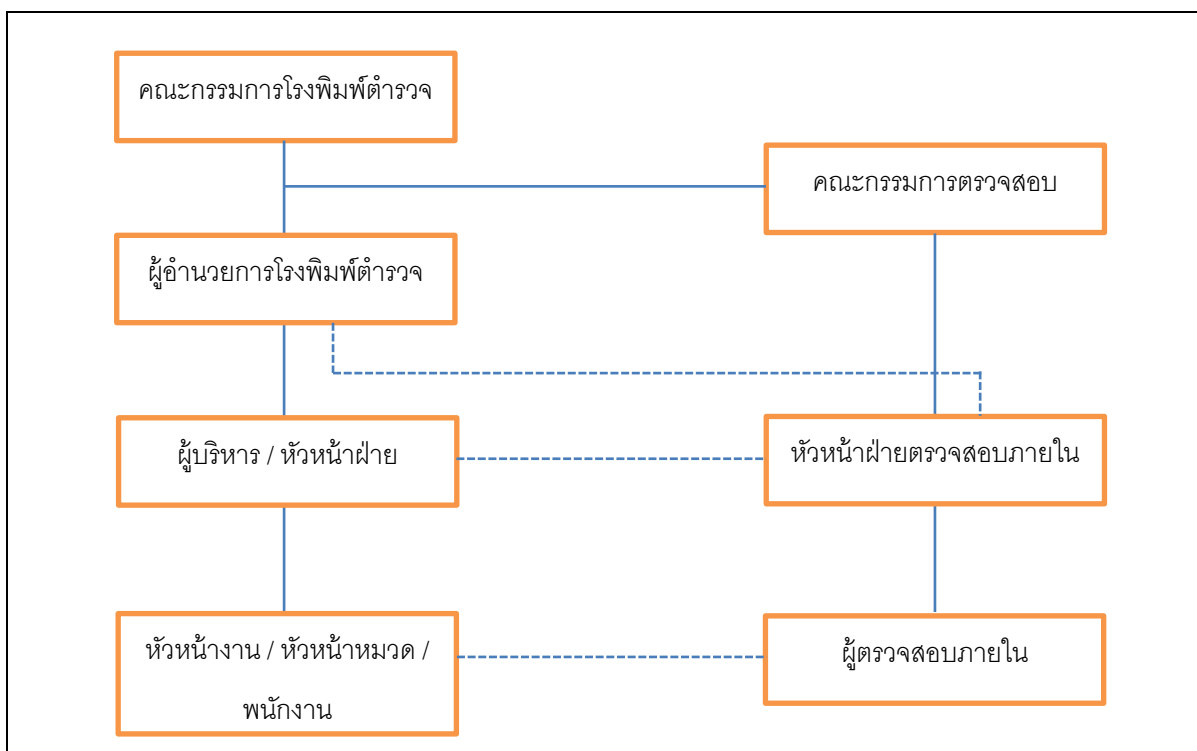 คณะกรรมการโรงพิมพ์ตำรวจ
คณะกรรมการตรวจสอบ
ผู้อำนวยการโรงพิมพ์ตำรวจ
ผู้บริหาร / หัวหน้าฝ่าย
หัวหน้าฝ่ายตรวจสอบภายใน
หัวหน้างาน / หัวหน้าหมวด /
พนักงาน
ผู้ตรวจสอบภายใน